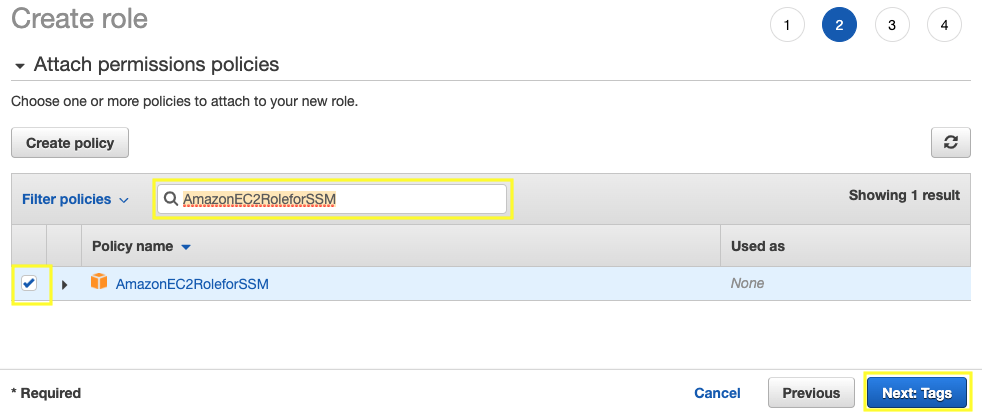 Create role
1 2 3 4
Attach permissions policies
Choose one or more policies to attach to your new role.
Create policy
Filter policies AmazonEC2RoleforSSM Showing 1 result
Policy name Used as
AmazonEC2RoleforSSM None
* Required Cancel Previous Next: Tags